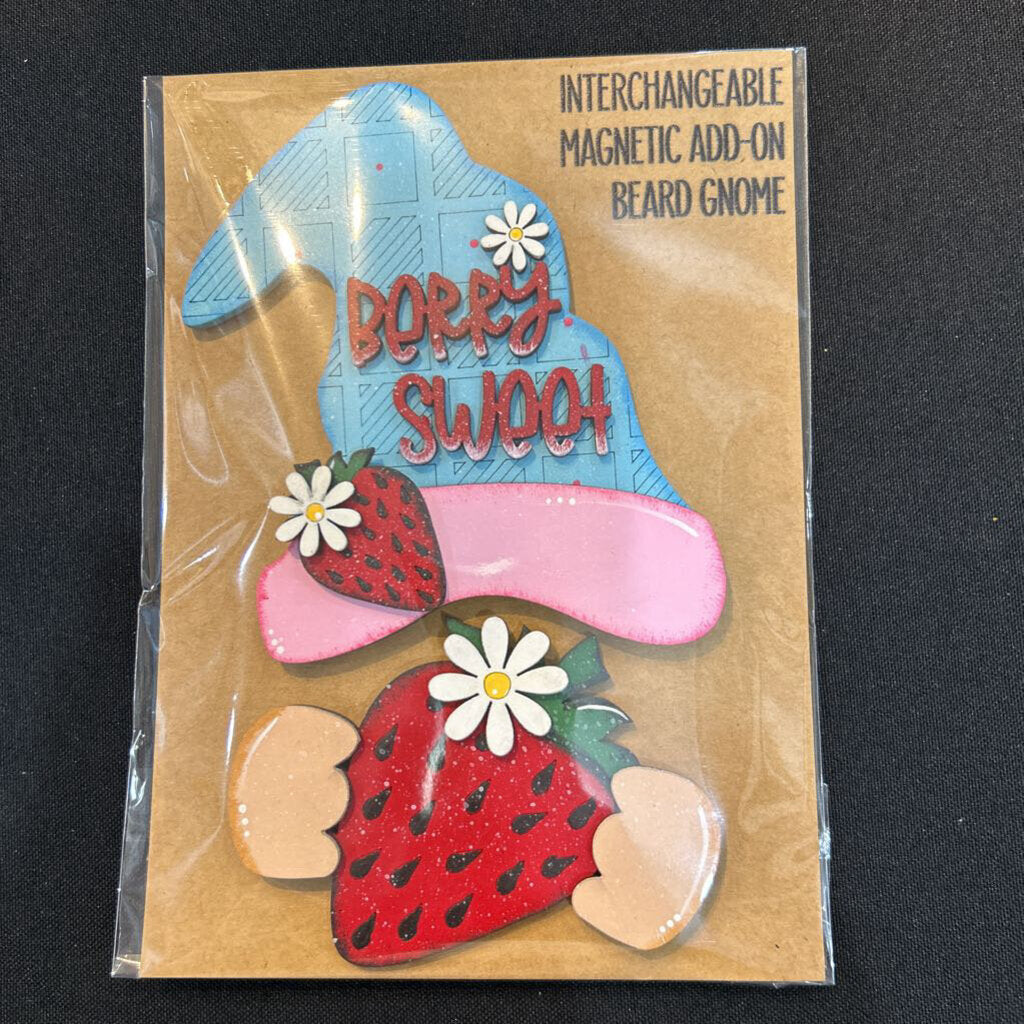 INTERCHANGEABLE
MAGNETIC ADD-ON
BEARD GNOME
BeRRy
SWeet